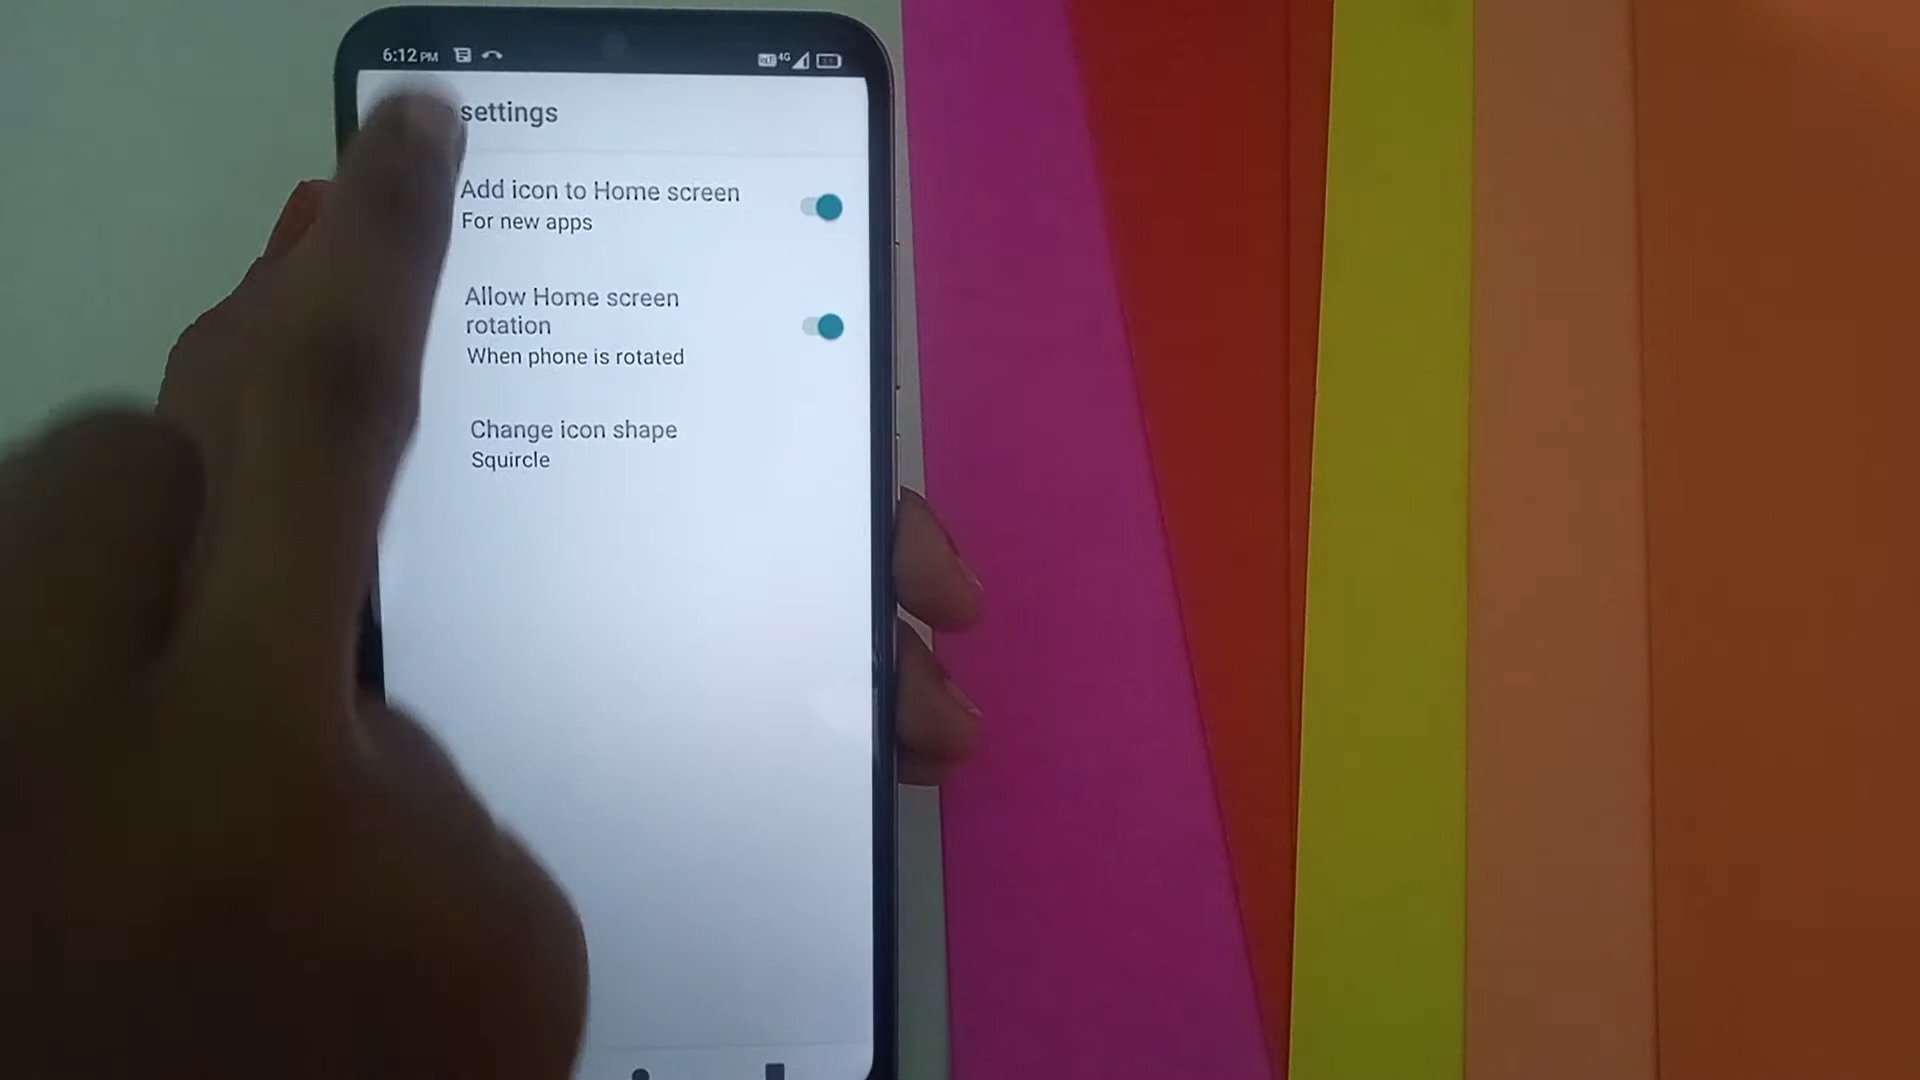 6:12 PM
4G
settings
Add icon to Home screen
For new apps
Allow Home screen
rotation
When phone is rotated
Change icon shape
Squircle